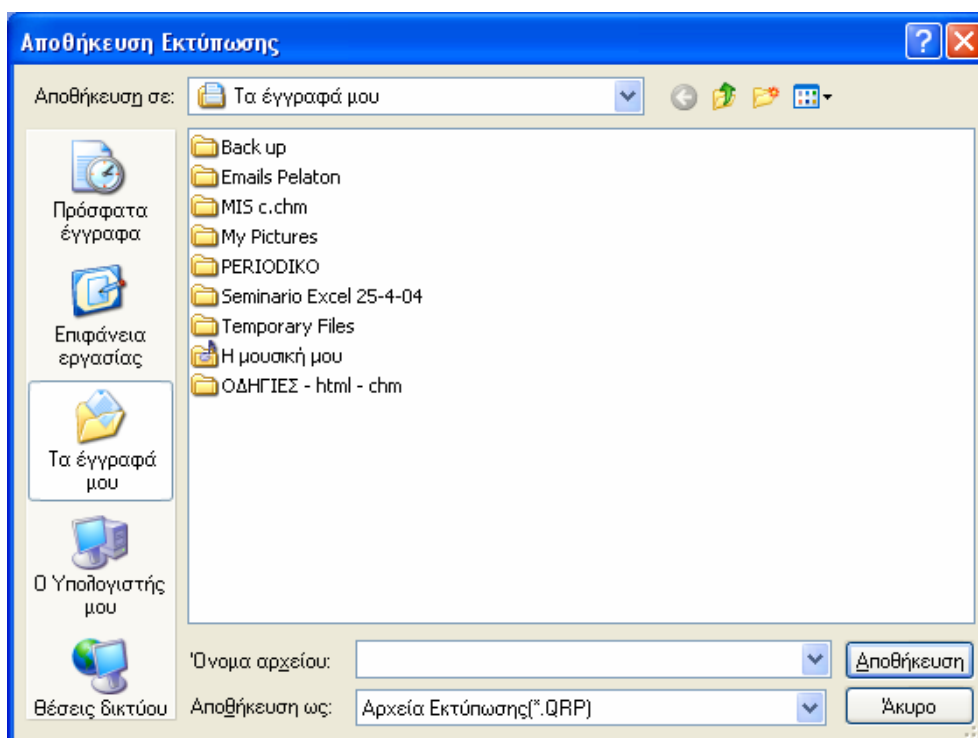 Αποθήκευση Εκτύπωσης
Αποθήκευση σε:
Τα έγγραφά μου
Πρόσφατα
έγγραφα
Επιφάνεια
εργασίας
Τα έγγραφά
μου
Ο Υπολογιστής
μου
Θέσεις δικτύου
Back up
Emails Pelaton
MIS c.chm
My Pictures
PERIODIKO
Seminario Excel 25-4-04
Temporary Files
Η μουσική μου
ΟΔΗΓΙΕΣ - html - chm
Όνομα αρχείου:
Αποθήκευση
Αποθήκευση ως:
Αρχεία Εκτύπωσης(*.QRP)
Άκυρο